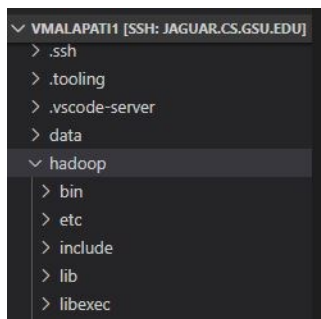 VMALAPATI1 [SSH: JAGUAR.CS.GSU.EDU]
.ssh
.tooling
.vscode-server
data
hadoop
bin
etc
include
lib
libexec